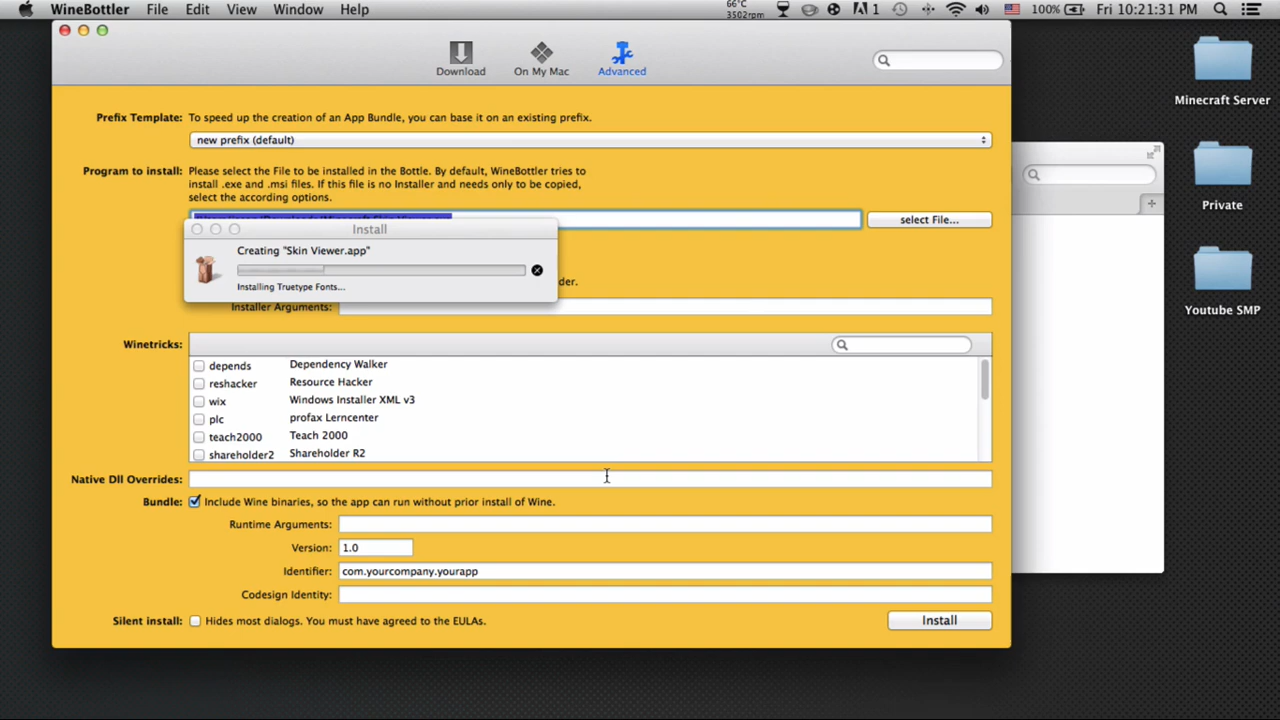 WineBottler File Edit View Window Help
66°C
3502rpm
1
100%
Fri 10:21:31 PM
Download
On My Mac
Advanced
Minecraft Server
Private
Youtube SMP
Prefix Template: To speed up the creation of an App Bundle, you can base it on an existing prefix.
new prefix (default)
Program to install: Please select the File to be installed in the Bottle. By default, WineBottler tries to
install .exe and .msi files. If this file is no Installer and needs only to be copied,
select the according options.
select File...
Install
Creating "Skin Viewer.app"
Installing Truetype Fonts...
der.
Installer Arguments:
Winetricks:
depends Dependency Walker
reshacker Resource Hacker
wix Windows Installer XML v3
plc profax Lerncenter
teach2000 Teach 2000
shareholder2 Shareholder R2
Native Dll Overrides:
Bundle: Include Wine binaries, so the app can run without prior install of Wine.
Runtime Arguments:
Version: 1.0
Identifier: com.yourcompany.yourapp
Codesign Identity:
Silent install: Hides most dialogs. You must have agreed to the EULAs.
Install